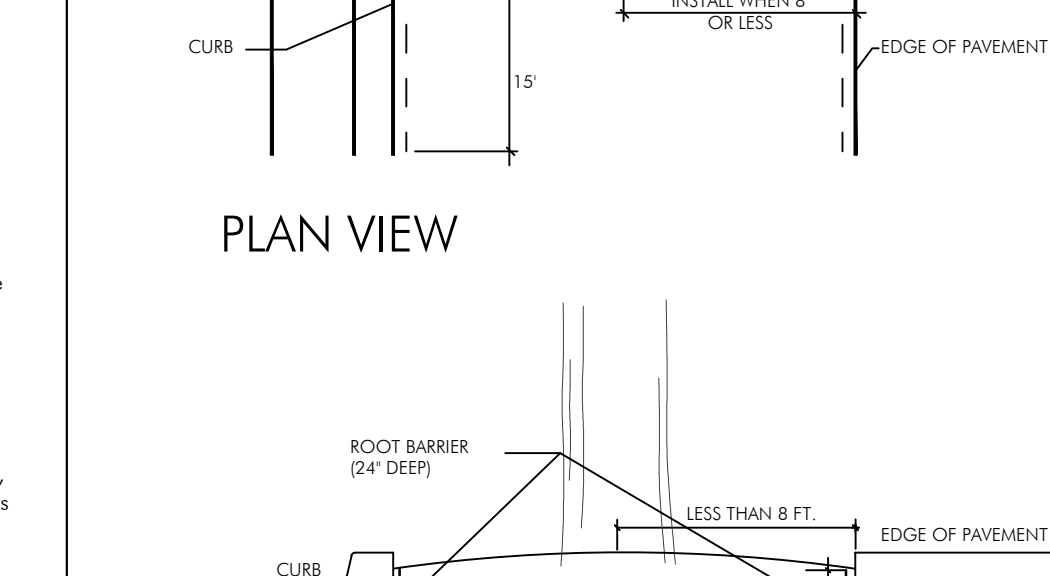 INSTALL WHEN 8'
OR LESS
CURB
EDGE OF PAVEMENT
15'
PLAN VIEW
e
ROOT BARRIER
(24" DEEP)
s
LESS THAN 8 FT.
EDGE OF PAVEMENT
CURB